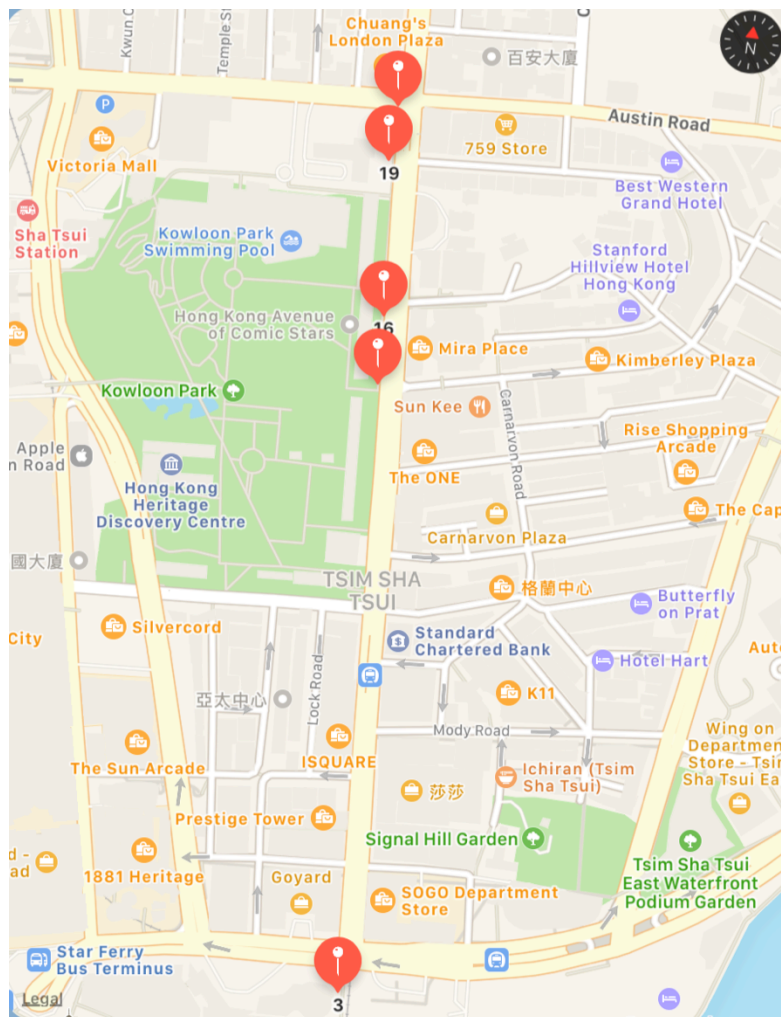 Kwun C
Temple St
Chuang's
London Plaza
百安大廈
N
P
Austin Road
Victoria Mall
759 Store
19
Best Western
Grand Hotel
Sha Tsui
Station
Kowloon Park
Swimming Pool
Stanford
Hillview Hotel
Hong Kong
Hong Kong Avenue
of Comic Stars
16
Mira Place
Kimberley Plaza
Kowloon Park
Sun Kee
Carnarvon Road
Rise Shopping
Arcade
Apple
n Road
The ONE
Hong Kong
Heritage
Discovery Centre
The Cap
Carnarvon Plaza
國大廈
TSIM SHA
TSUI
格蘭中心
Butterfly
on Prat
City
Silvercord
Standard
Chartered Bank
Auto
Hotel Hart
Lock Road
亞太中心
K11
Mody Road
Wing on
Department
Store - Tsim
Sha Tsui Ea
The Sun Arcade
ISQUARE
Ichiran (Tsim
Sha Tsui)
莎莎
Prestige Tower
Signal Hill Garden
d -
ad
1881 Heritage
Goyard
SOGO Department
Store
Tsim Sha Tsui
East Waterfront
Podium Garden
Star Ferry
Bus Terminus
3
Legal